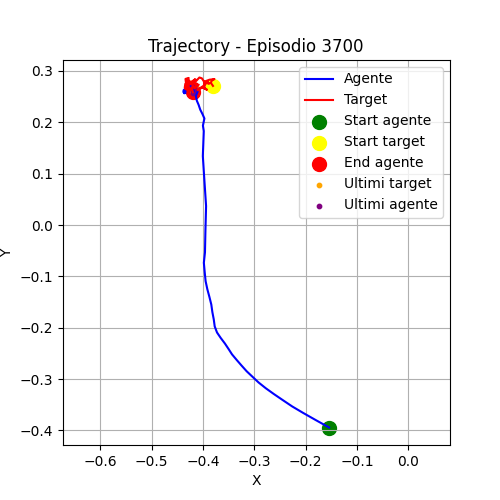 Trajectory - Episodio 3700
Agente
Target
Start agente
Start target
End agente
Ultimi target
Ultimi agente
Y
0.3
0.2
0.1
0.0
−0.1
−0.2
−0.3
−0.4
−0.6
−0.5
−0.4
−0.3
−0.2
−0.1
0.0
X